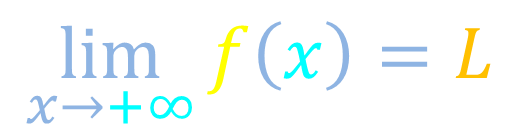 lim f(x) = L
x→+∞